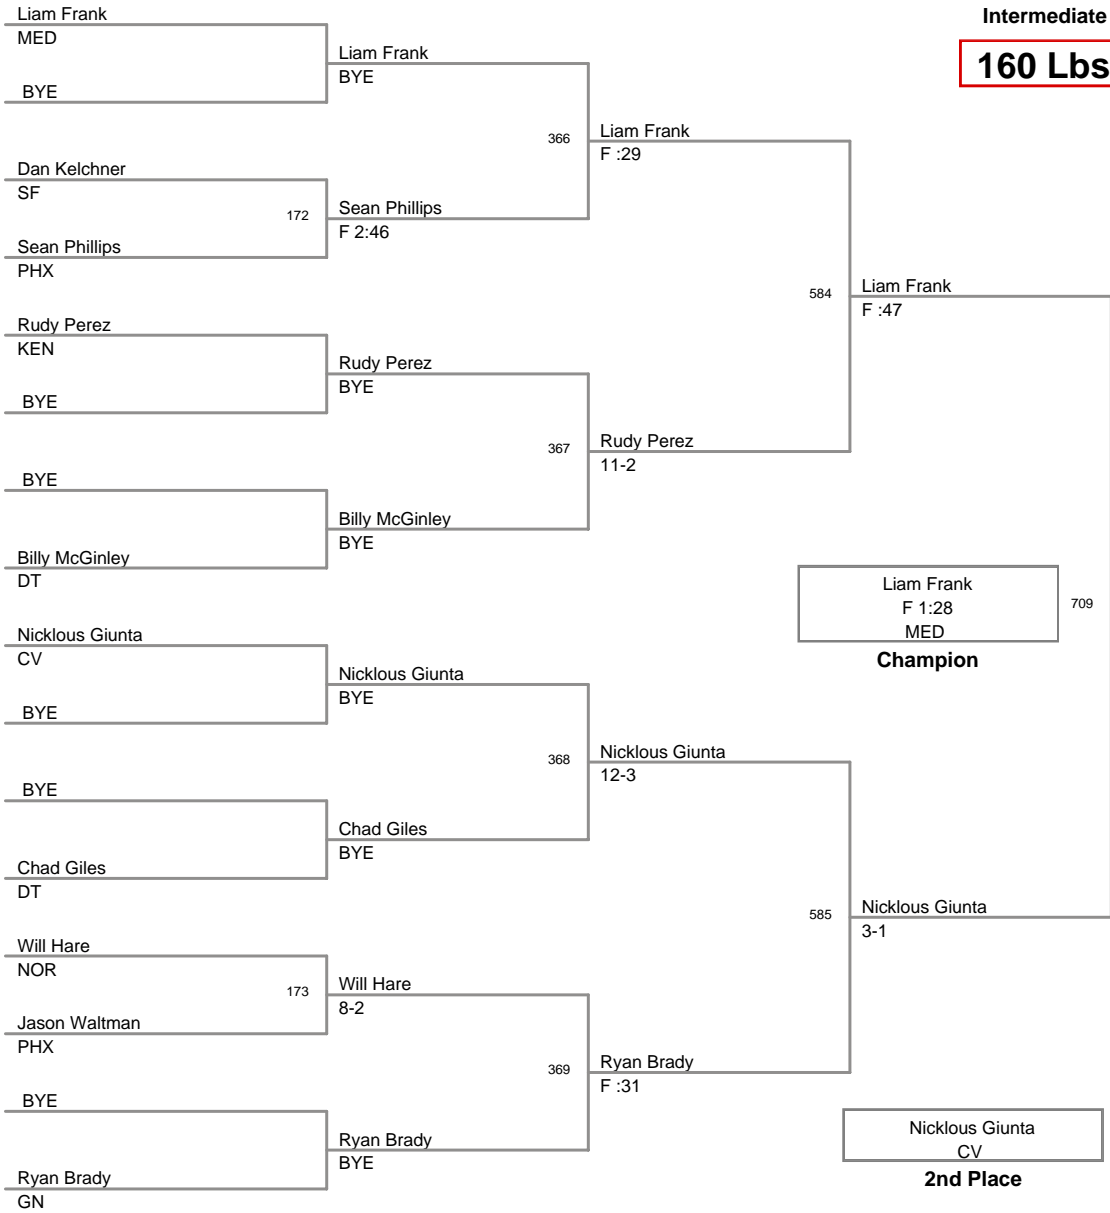 Intermediate
160 Lbs
Liam Frank
MED
BYE
Dan Kelchner
SF
172
Sean Phillips
PHX
Rudy Perez
KEN
BYE
BYE
Billy McGinley
DT
Nicklous Giunta
CV
BYE
BYE
Chad Giles
DT
Will Hare
NOR
173
Jason Waltman
PHX
BYE
Ryan Brady
GN
Liam Frank
BYE
366
Sean Phillips
F 2:46
Rudy Perez
BYE
367
Billy McGinley
BYE
Nicklous Giunta
BYE
368
Chad Giles
BYE
Will Hare
8-2
369
Ryan Brady
BYE
Liam Frank
F :29
584
Rudy Perez
11-2
Nicklous Giunta
12-3
585
Ryan Brady
F :31
Liam Frank
F :47
Nicklous Giunta
3-1
Liam Frank
F 1:28
MED
709
Champion
Nicklous Giunta
CV
2nd Place